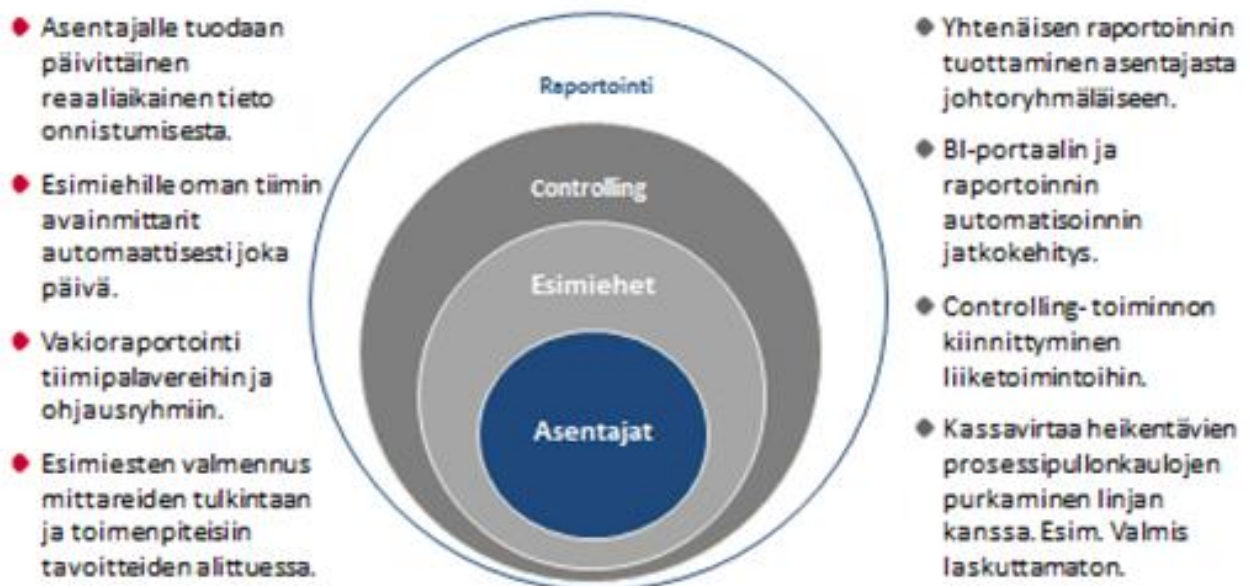 Asentajalle tuodaan
päivittäinen
reaaliaikainen tieto
onnistumisesta.
Esimiehille oman tiimin
avainmittarit
automaattisesti joka
päivä.
Vakioraportointi
tiimipalavereihin ja
ohjausryhmiin.
Esimiesten valmennus
mittareiden tulkintaan
ja toimenpiteisiin
tavoitteiden alittuessa.
Raportointi
Controlling
Esimiehet
Asentajat
Yhtenäisen raportoinnin
tuottaminen asentajasta
johtoryhmäläiseen.
BI-portaalin ja
raportoinnin
automatisoinnin
jatkokehitys.
Controlling- toiminnon
kiinnittyminen
liiketoimintoihin.
Kassavirtaa heikentävien
prosessipullonkaulojen
purkaminen linjan
kanssa. Esim. Valmis
laskuttamaton.